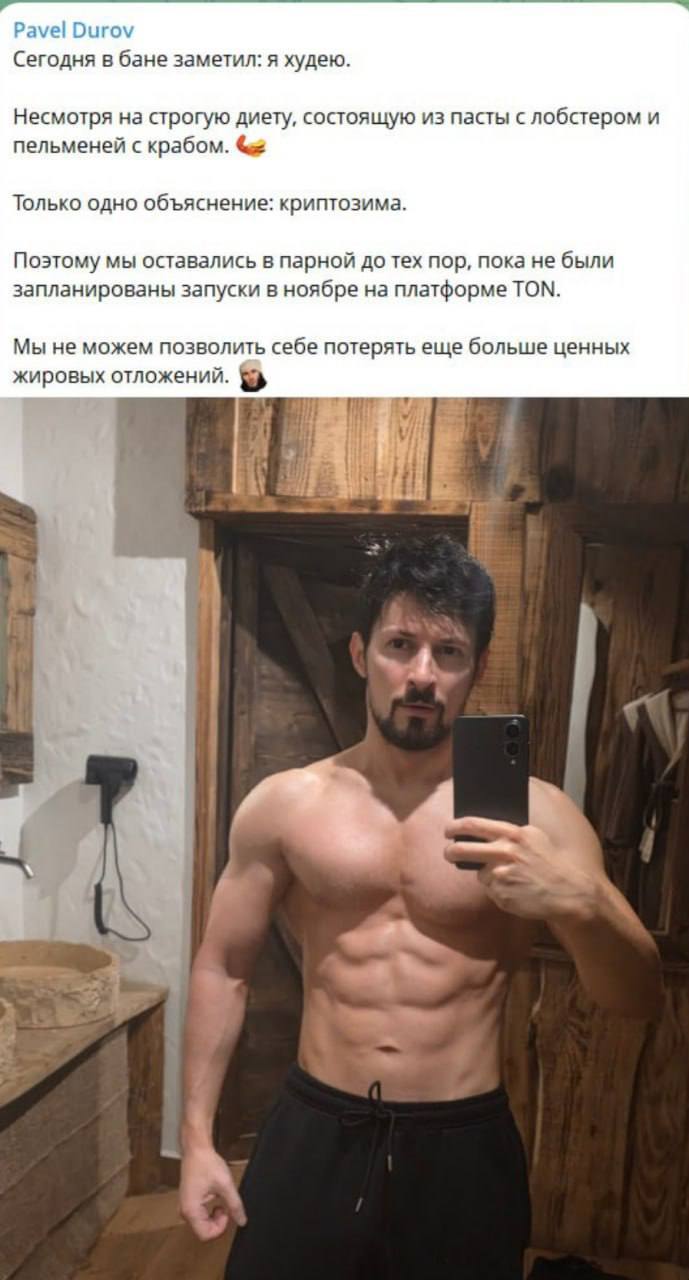 Pavel Durov
Сегодня в бане заметил: я худею.
Несмотря на строгую диету, состоящую из пасты с лобстером и
пельменей с крабом.
Только одно объяснение: криптозима.
Поэтому мы оставались в парной до тех пор, пока не были
запланированы запуски в ноябре на платформе TON.
Мы не можем позволить себе потерять еще больше ценных
жировых отложений.